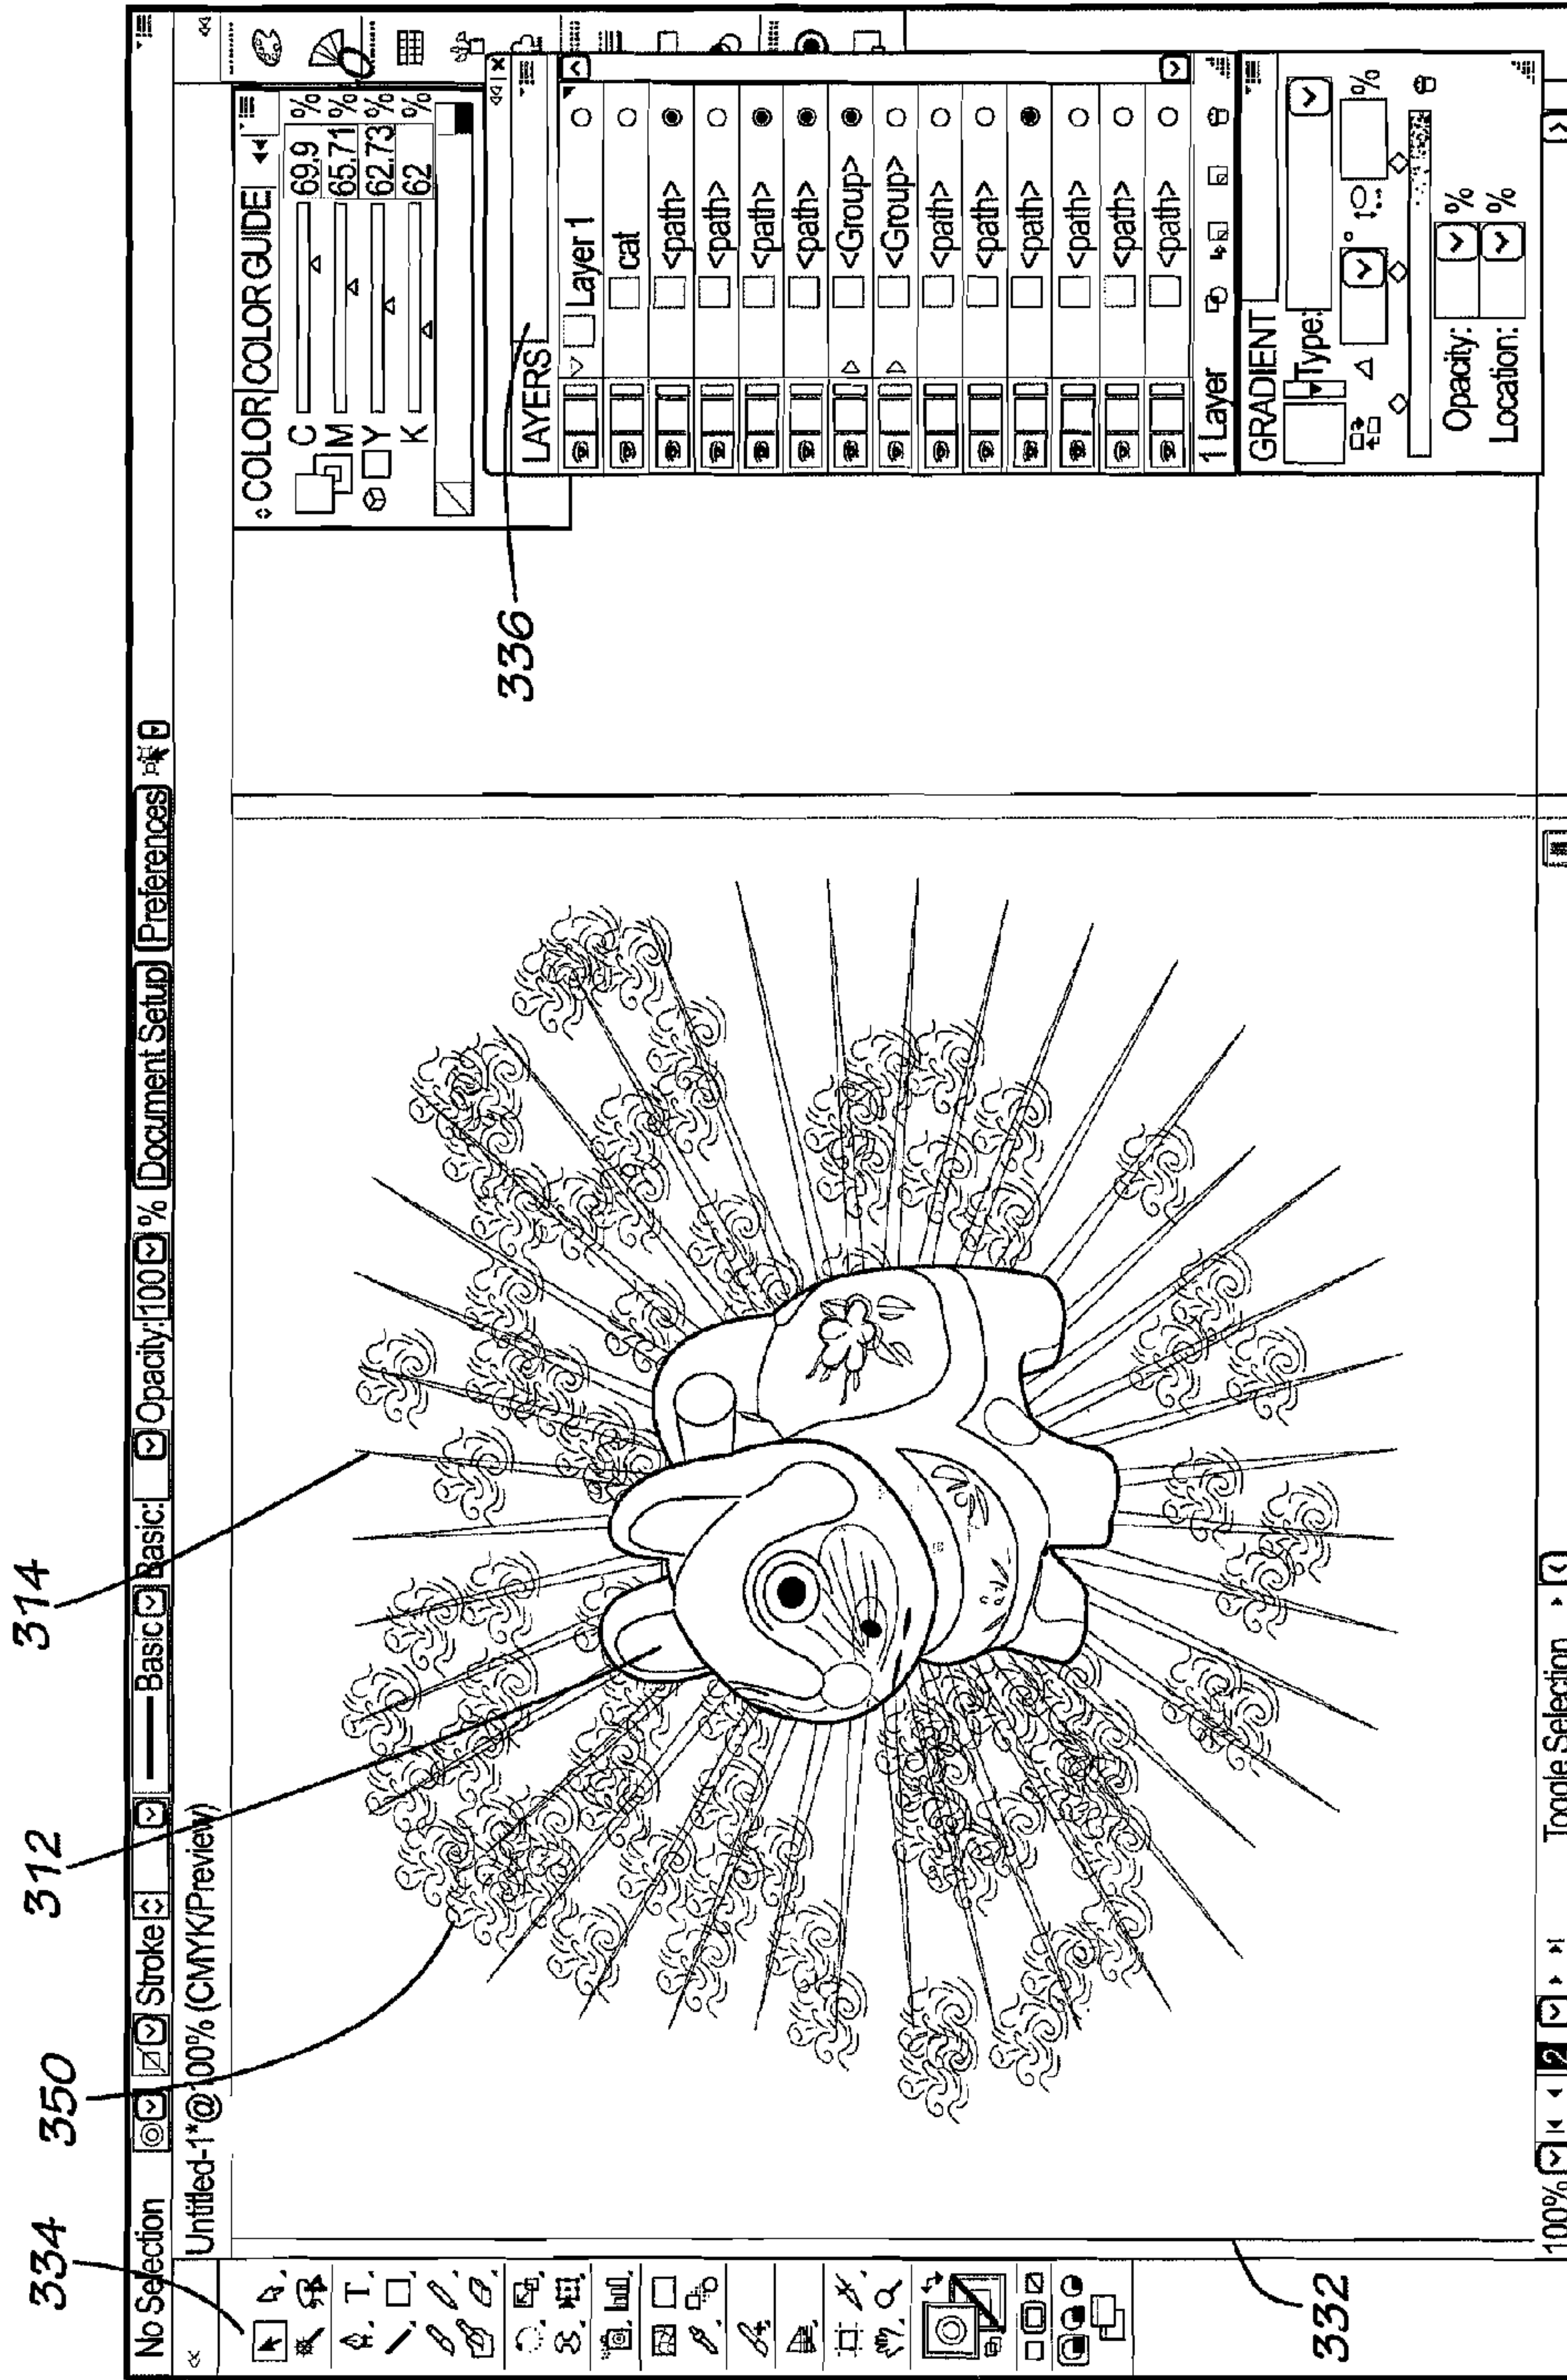 334
350
312
314
No Selection Stroke Basic Basic: Opacity: 100 % Document Setup Preferences
Untitled-1*@100% (CMYK/Preview)
T
COLOR COLOR GUIDE
C 69.9 %
M 65.71 %
Y 62.73 %
K 62 %
336
LAYERS
Layer 1
cat
<path>
<path>
<path>
<path>
<Group>
<Group>
<path>
<path>
<path>
<path>
<path>
<path>
1 Layer
GRADIENT
Type:
° %
Opacity: %
Location: %
332
100% 2 Toggle Selection